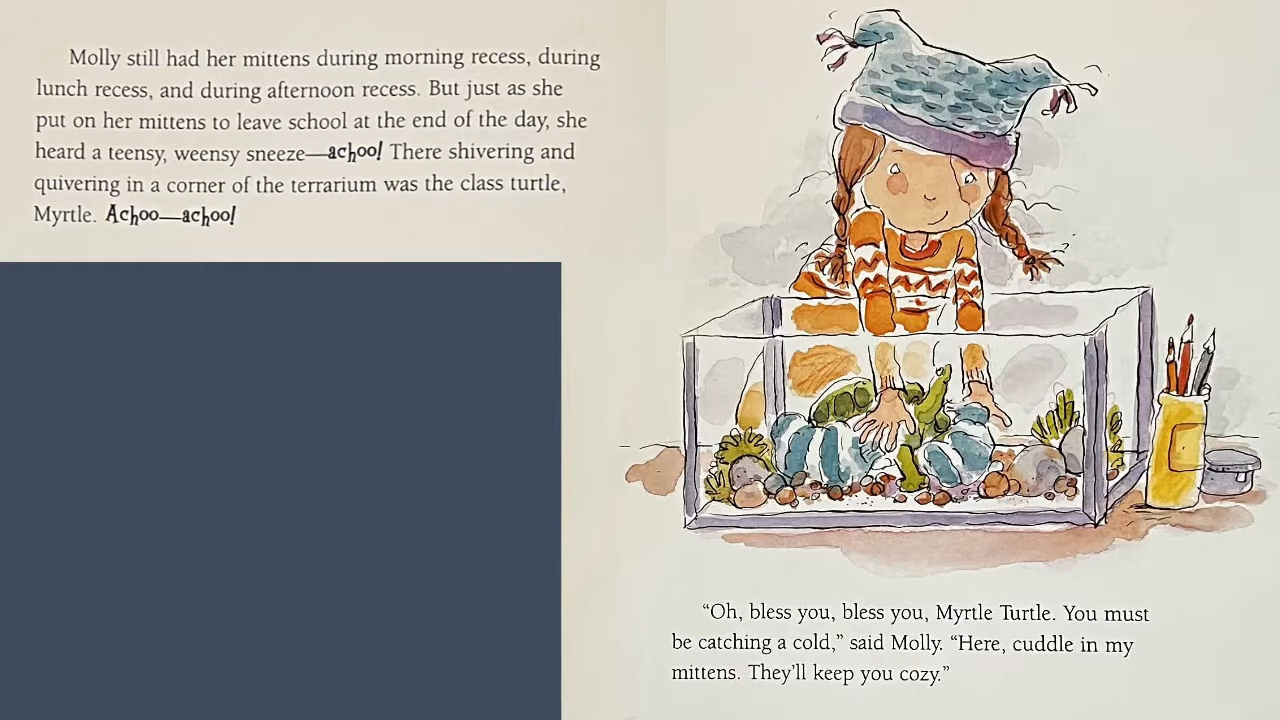 Molly still had her mittens during morning recess, during
lunch recess, and during afternoon recess. But just as she
put on her mittens to leave school at the end of the day, she
heard a teensy, weensy sneeze—achoo! There shivering and
quivering in a corner of the terrarium was the class turtle,
Myrtle. Achoo—achoo!
“Oh, bless you, bless you, Myrtle Turtle. You must
be catching a cold,” said Molly. “Here, cuddle in my
mittens. They’ll keep you cozy.”